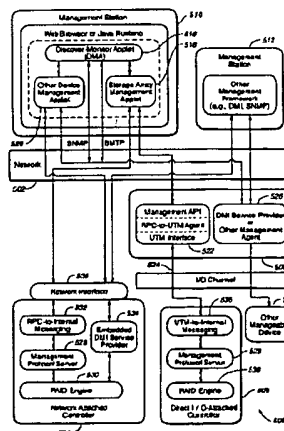 Management Station
Web Browser or Java Runtime
Discover Monitor Applet
(DMA)
Other Device
Management
Applet
Storage Array
Management
Applet
Management
Station
512
Other
Management
Framework
(e.g., DMI, SNMP)
SNMP
SMTP
Network
502
Management API
RPC-to-UTM Agent
UTM Interface
522
DMI Service Provider
or
Other Management
Agent
526
I/O Channel
Network Interface
RPC-to-Internal
Messaging
Management
Protocol Server
RAID Engine
Embedded
DMI Service
Provider
534
Network Attached
Controller
UTM-to-Internal
Messaging
Management
Protocol Server
RAID Engine
Direct I / O-Attached
Controller
Other
Manageable
Device